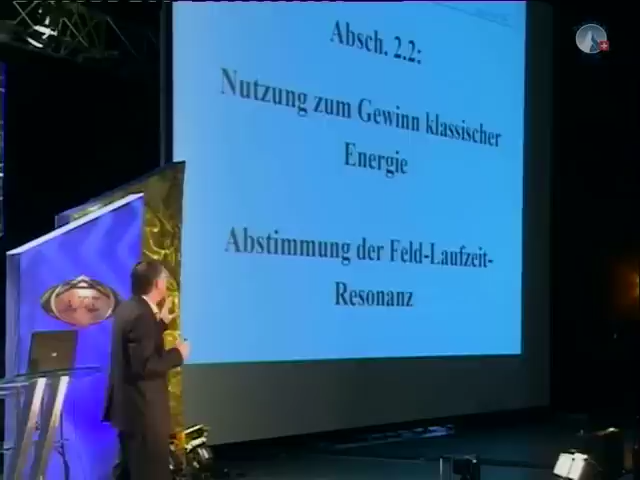 Absch. 2.2:
Nutzung zum Gewinn klassischer
Energie
Abstimmung der Feld-Laufzeit-
Resonanz